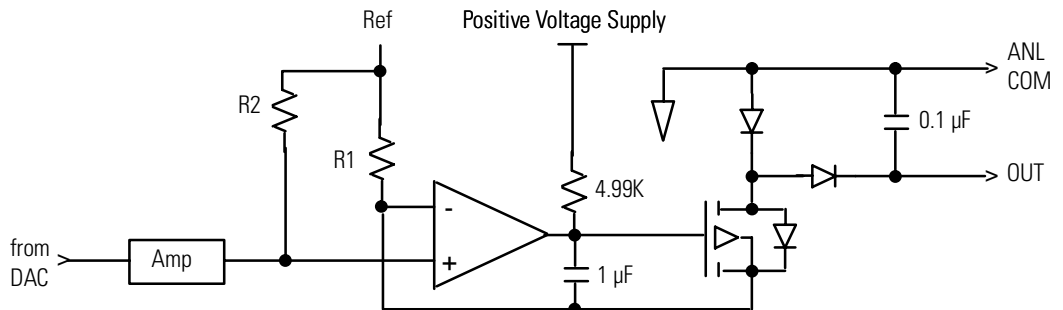 Ref
Positive Voltage Supply
ANL
COM
R2
R1
0.1 µF
4.99K
OUT
-
+
from
DAC
Amp
1 µF